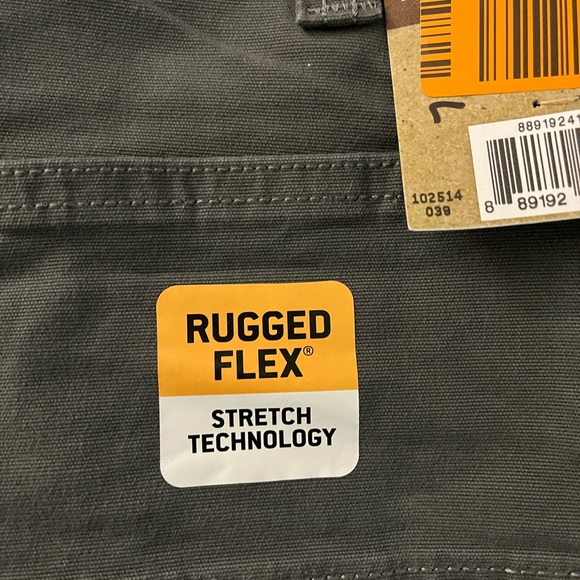 88919241
102514
039
8 89192
RUGGED
FLEX®
STRETCH
TECHNOLOGY